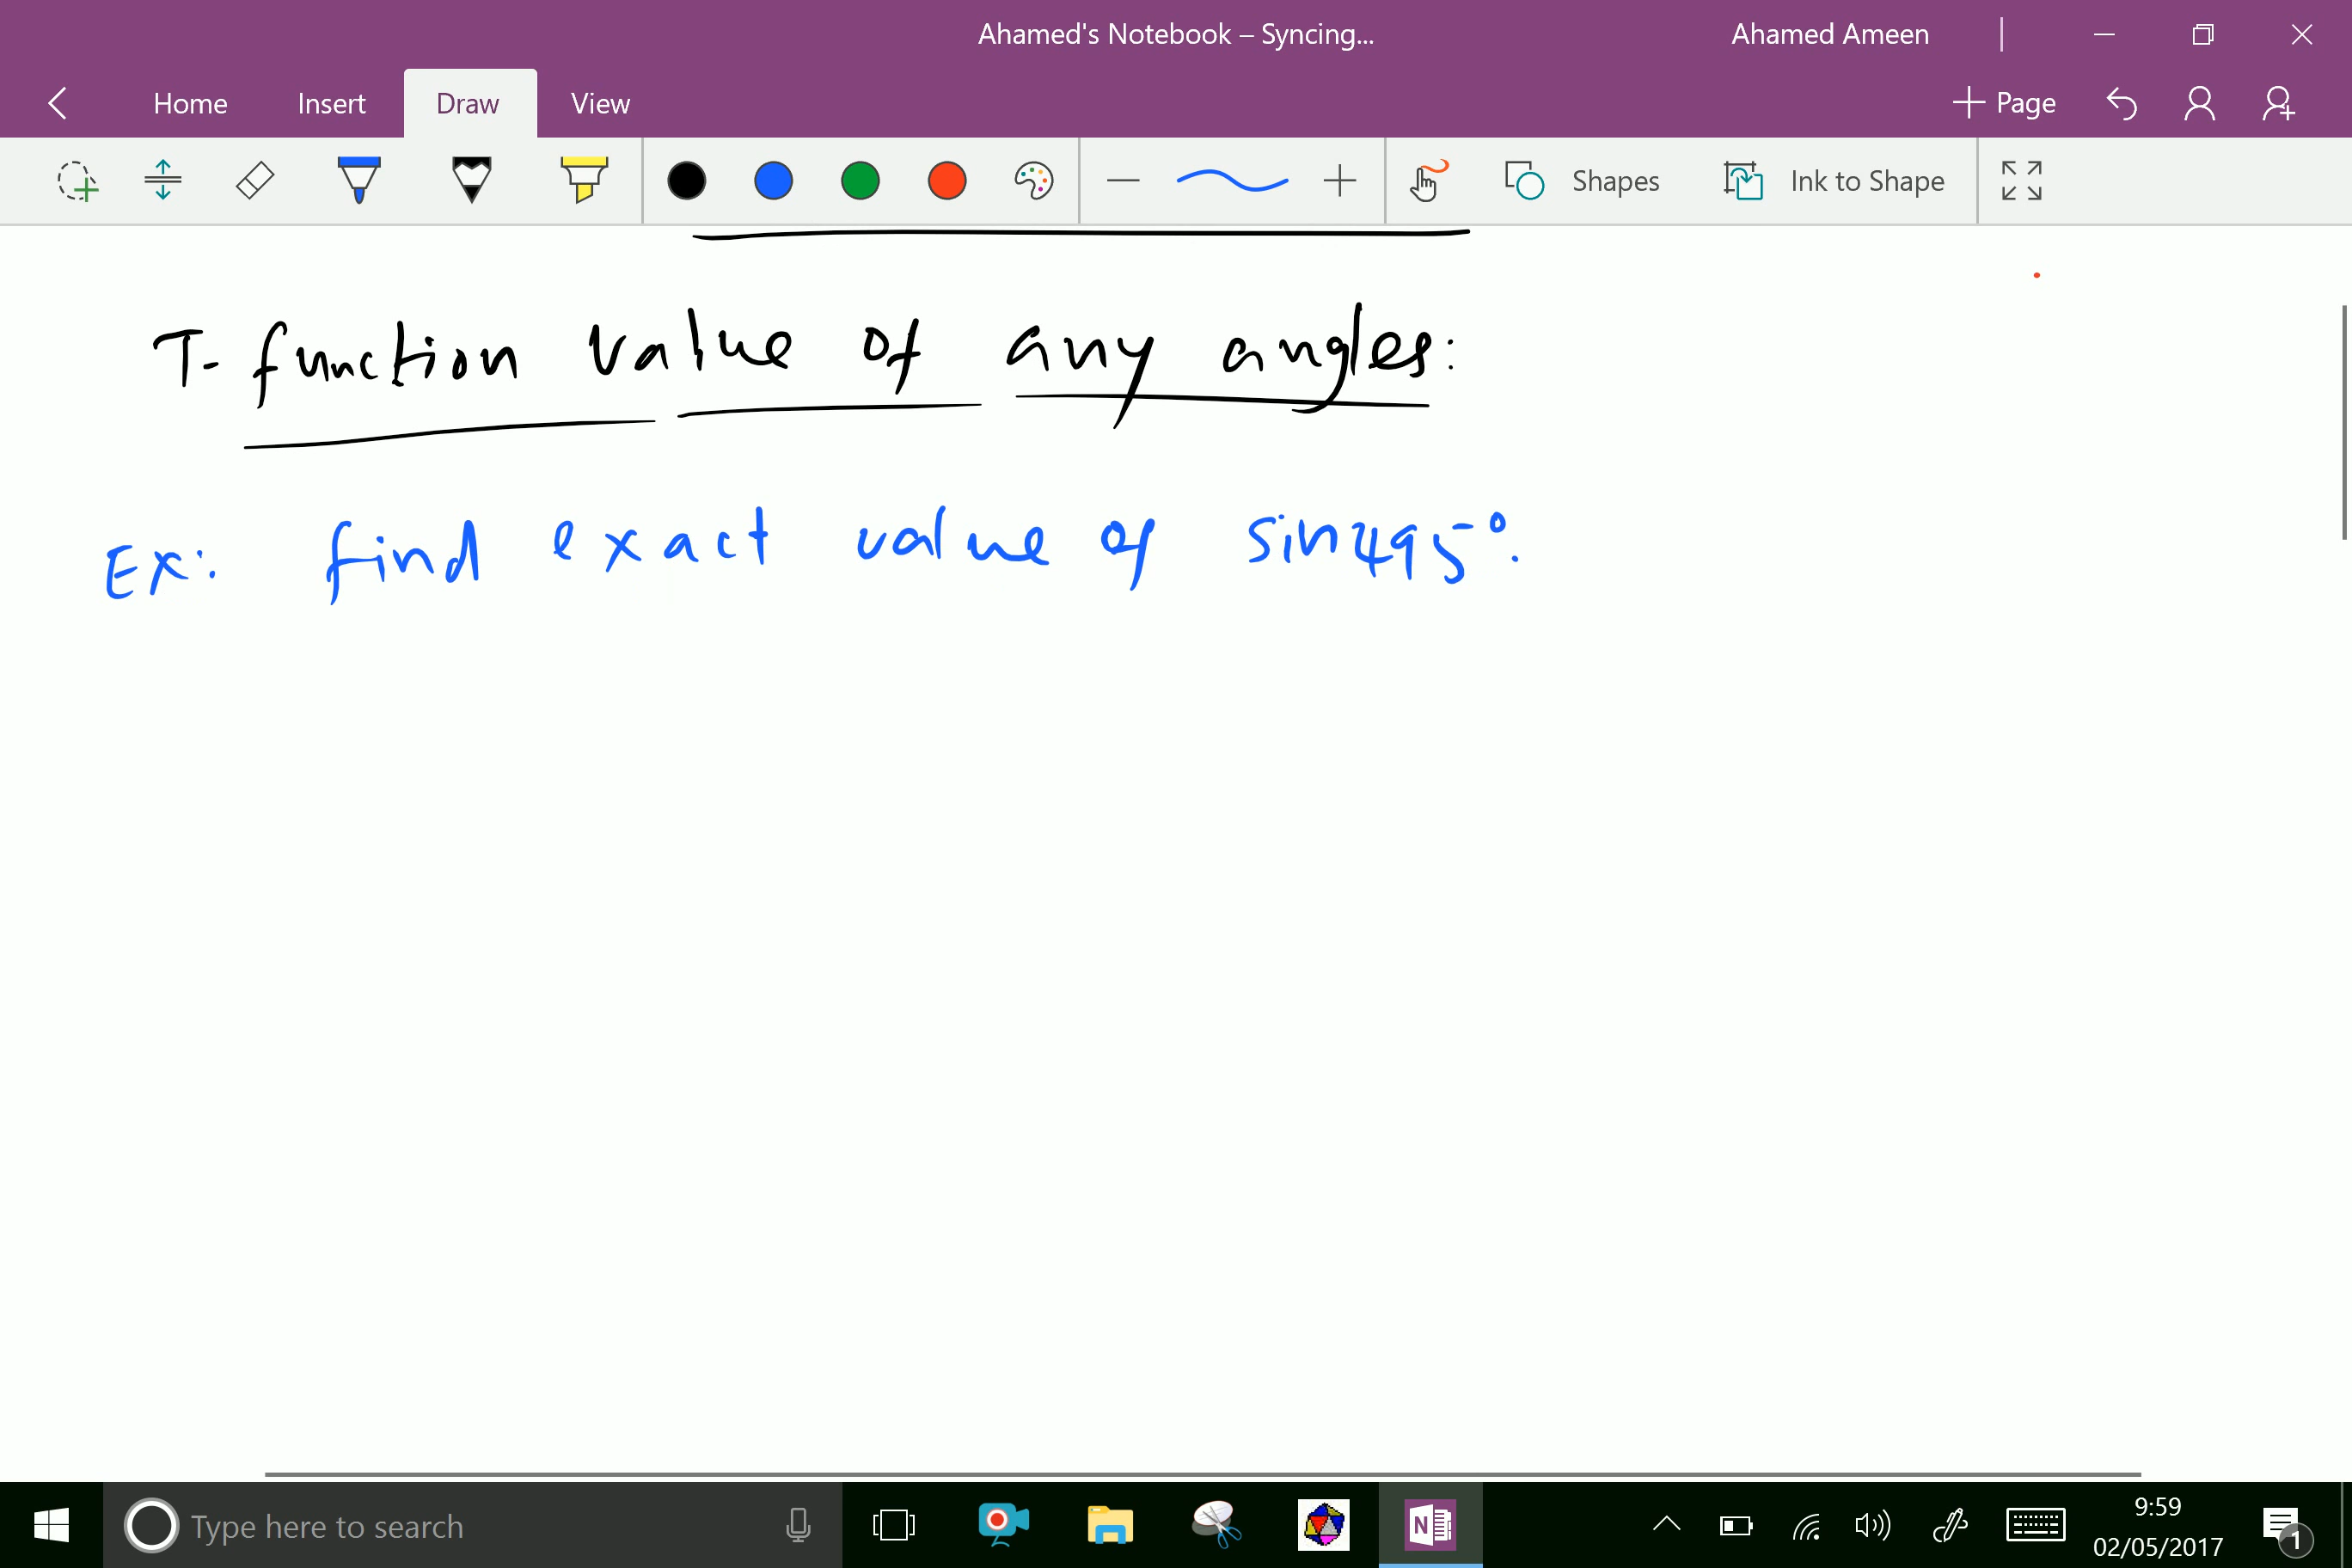 Ahamed's Notebook – Syncing... Ahamed Ameen
Home Insert Draw View Page
Shapes Ink to Shape
T- function value of any angles:
Ex: find exact value of sin495°.
Type here to search N 9:59
02/05/2017 1